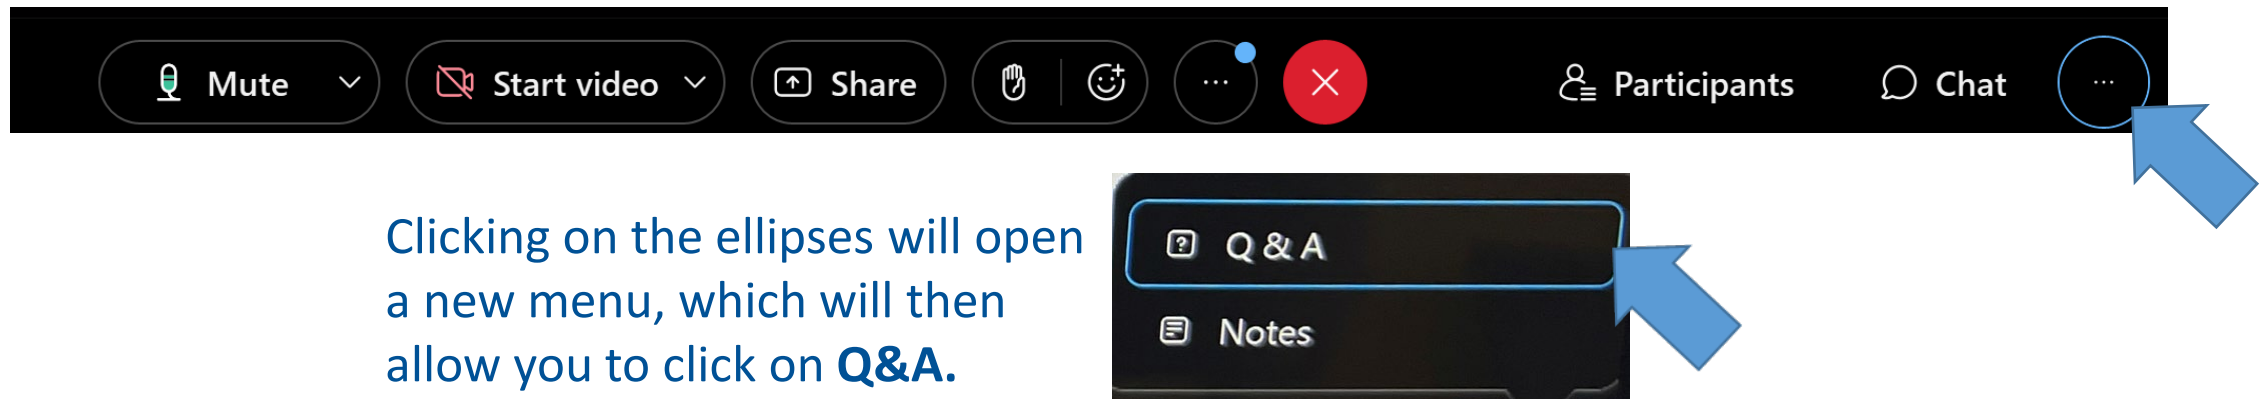 Mute Start video Share Participants Chat
Clicking on the ellipses will open
a new menu, which will then
allow you to click on Q&A.
Q & A
Notes